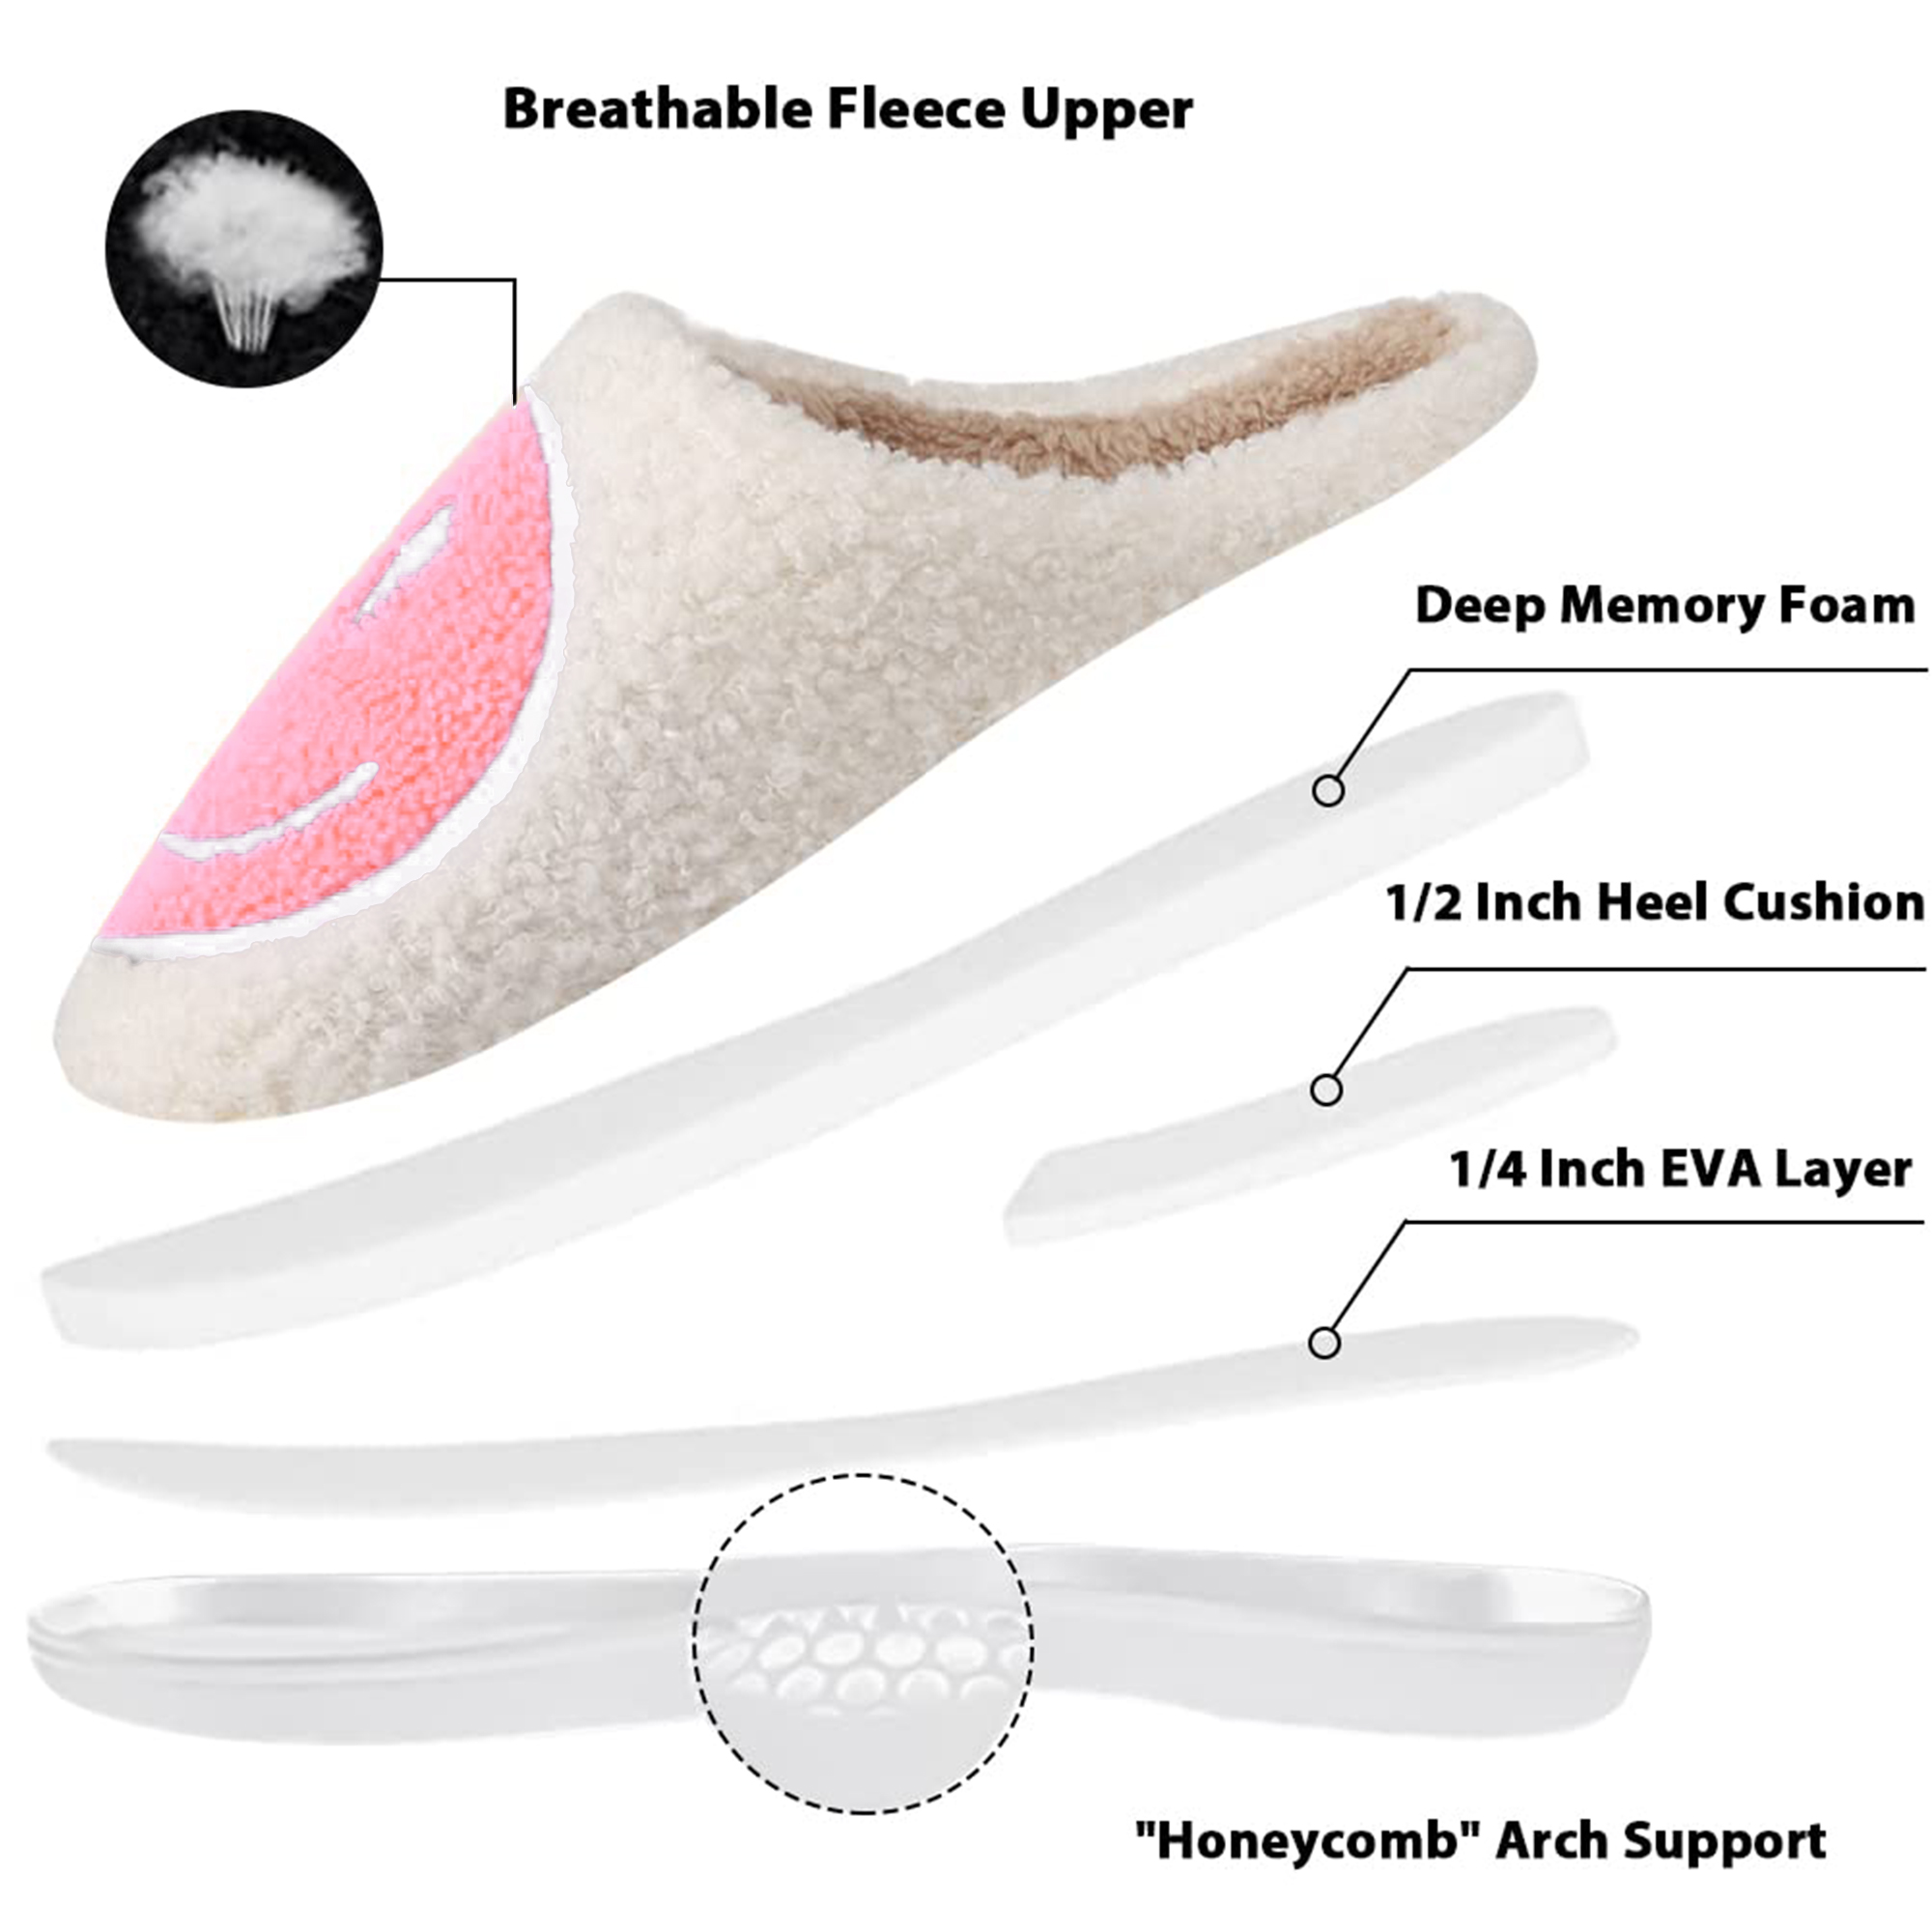 Breathable Fleece Upper
Deep Memory Foam
1/2 Inch Heel Cushion
1/4 Inch EVA Layer
"Honeycomb" Arch Support